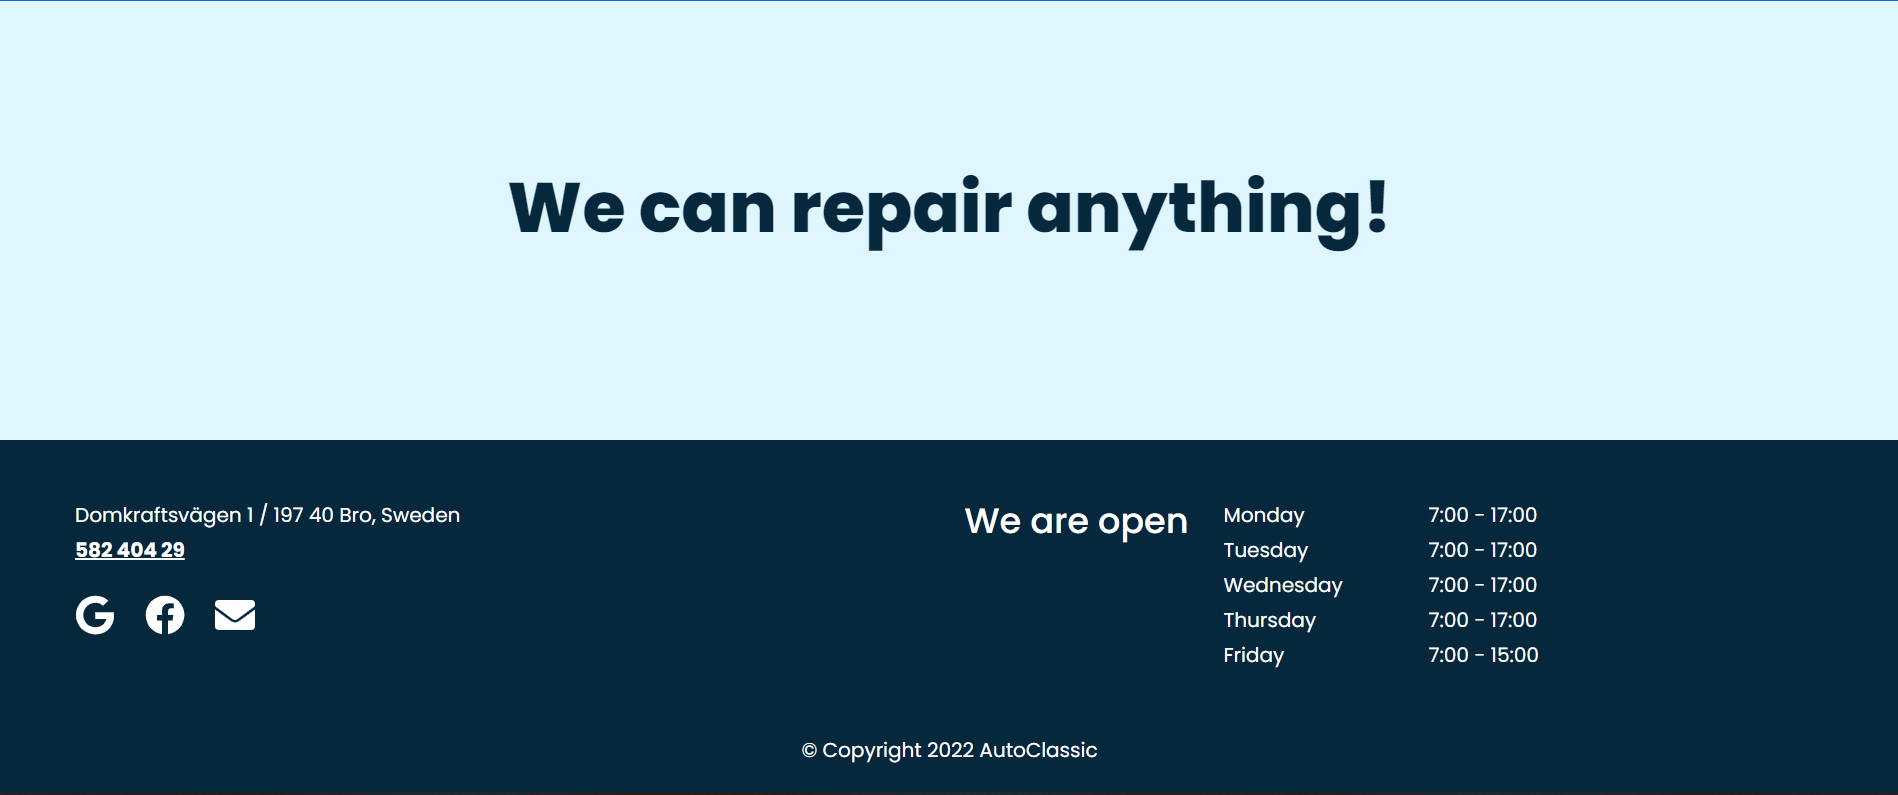 We can repair anything!
Domkraftsvägen 1 / 197 40 Bro, Sweden
582 404 29
We are open
Monday 7:00 - 17:00
Tuesday 7:00 - 17:00
Wednesday 7:00 - 17:00
Thursday 7:00 - 17:00
Friday 7:00 - 15:00
© Copyright 2022 AutoClassic